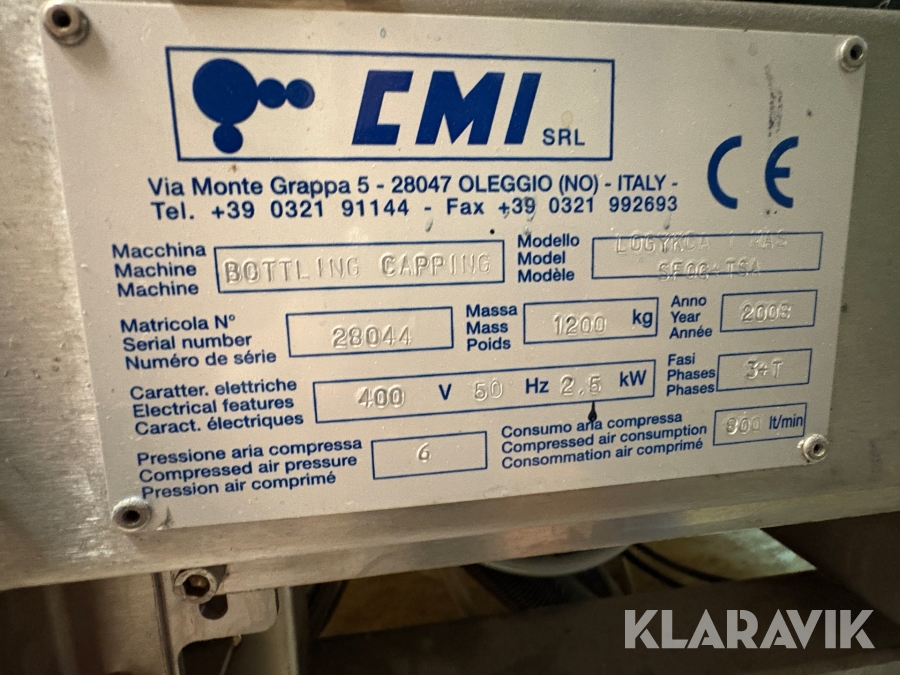 CMI SRL
CE
Via Monte Grappa 5 - 28047 OLEGGIO (NO) - ITALY -
Tel. +39 0321 91144 - Fax +39 0321 992693
Macchina
Machine
Machine
BOTTLING CAPPING
Modello
Model
Modèle
SFOG+TSA
Matricola N°
Serial number
Numéro de série
28044
Massa
Mass
Poids
1200 kg
Anno
Year
Année
2008
Caratter. elettriche
Electrical features
Caract. électriques
400 V 50 Hz 2.5 kW
Fasi
Phases
Phases
3+T
Pressione aria compressa
Compressed air pressure
Pression air comprimé
6
Consumo aria compressa
Compressed air consumption
Consommation air comprimé
lt/min
KLARAVIK